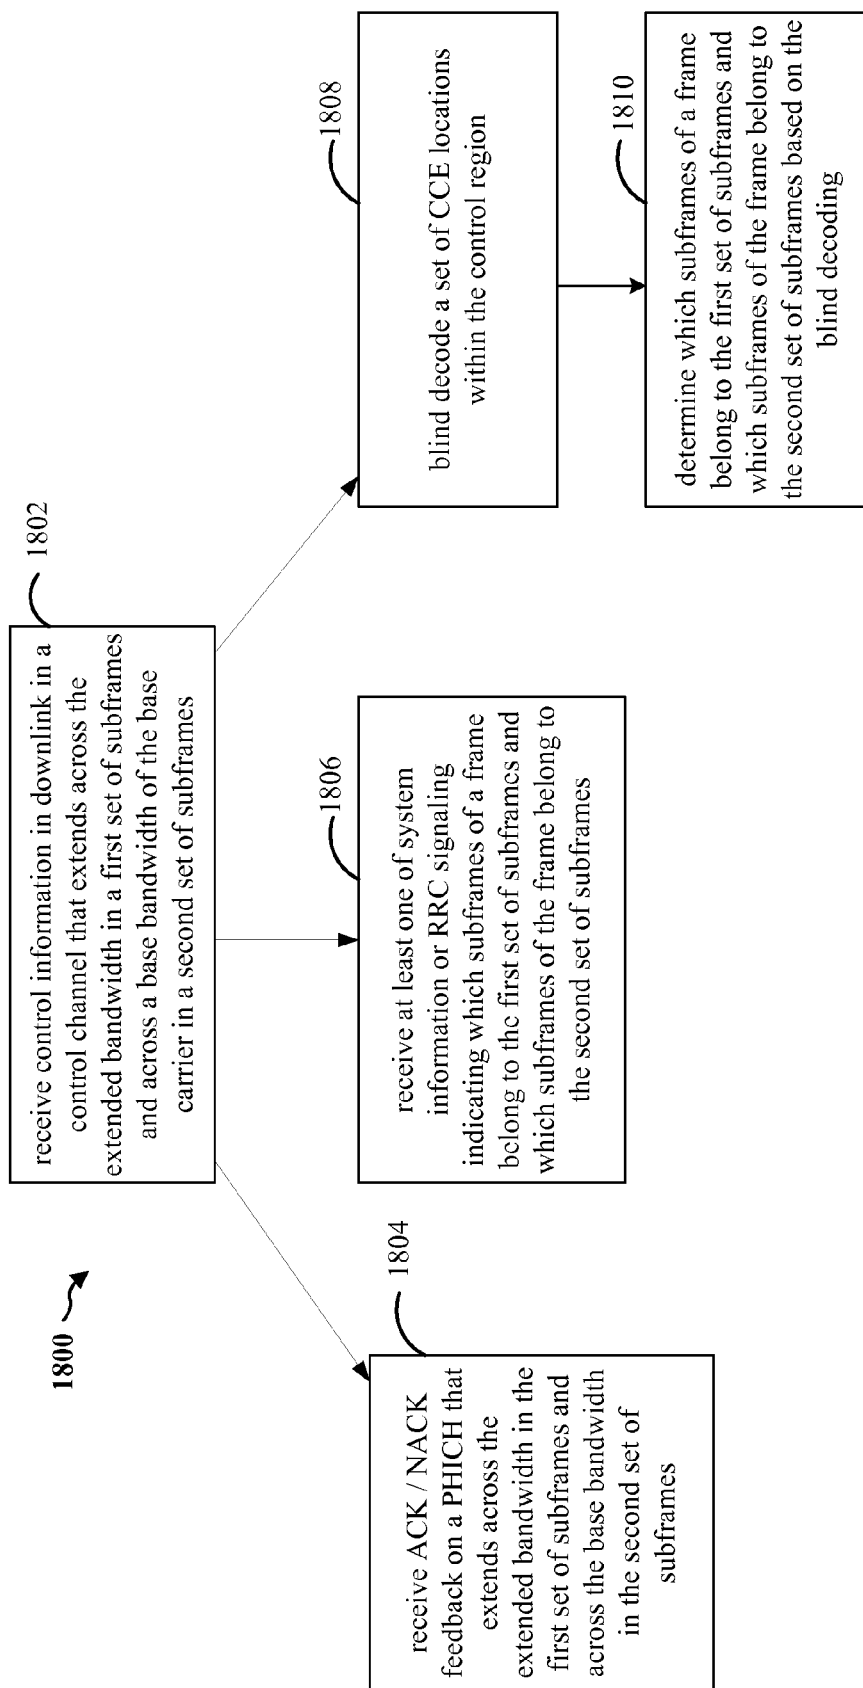 1800
1802
receive control information in downlink in a
control channel that extends across the
extended bandwidth in a first set of subframes
and across a base bandwidth of the base
carrier in a second set of subframes
1804
receive ACK / NACK
feedback on a PHICH that
extends across the
extended bandwidth in the
first set of subframes and
across the base bandwidth
in the second set of
subframes
1806
receive at least one of system
information or RRC signaling
indicating which subframes of a frame
belong to the first set of subframes and
which subframes of the frame belong to
the second set of subframes
1808
blind decode a set of CCE locations
within the control region
1810
determine which subframes of a frame
belong to the first set of subframes and
which subframes of the frame belong to
the second set of subframes based on the
blind decoding